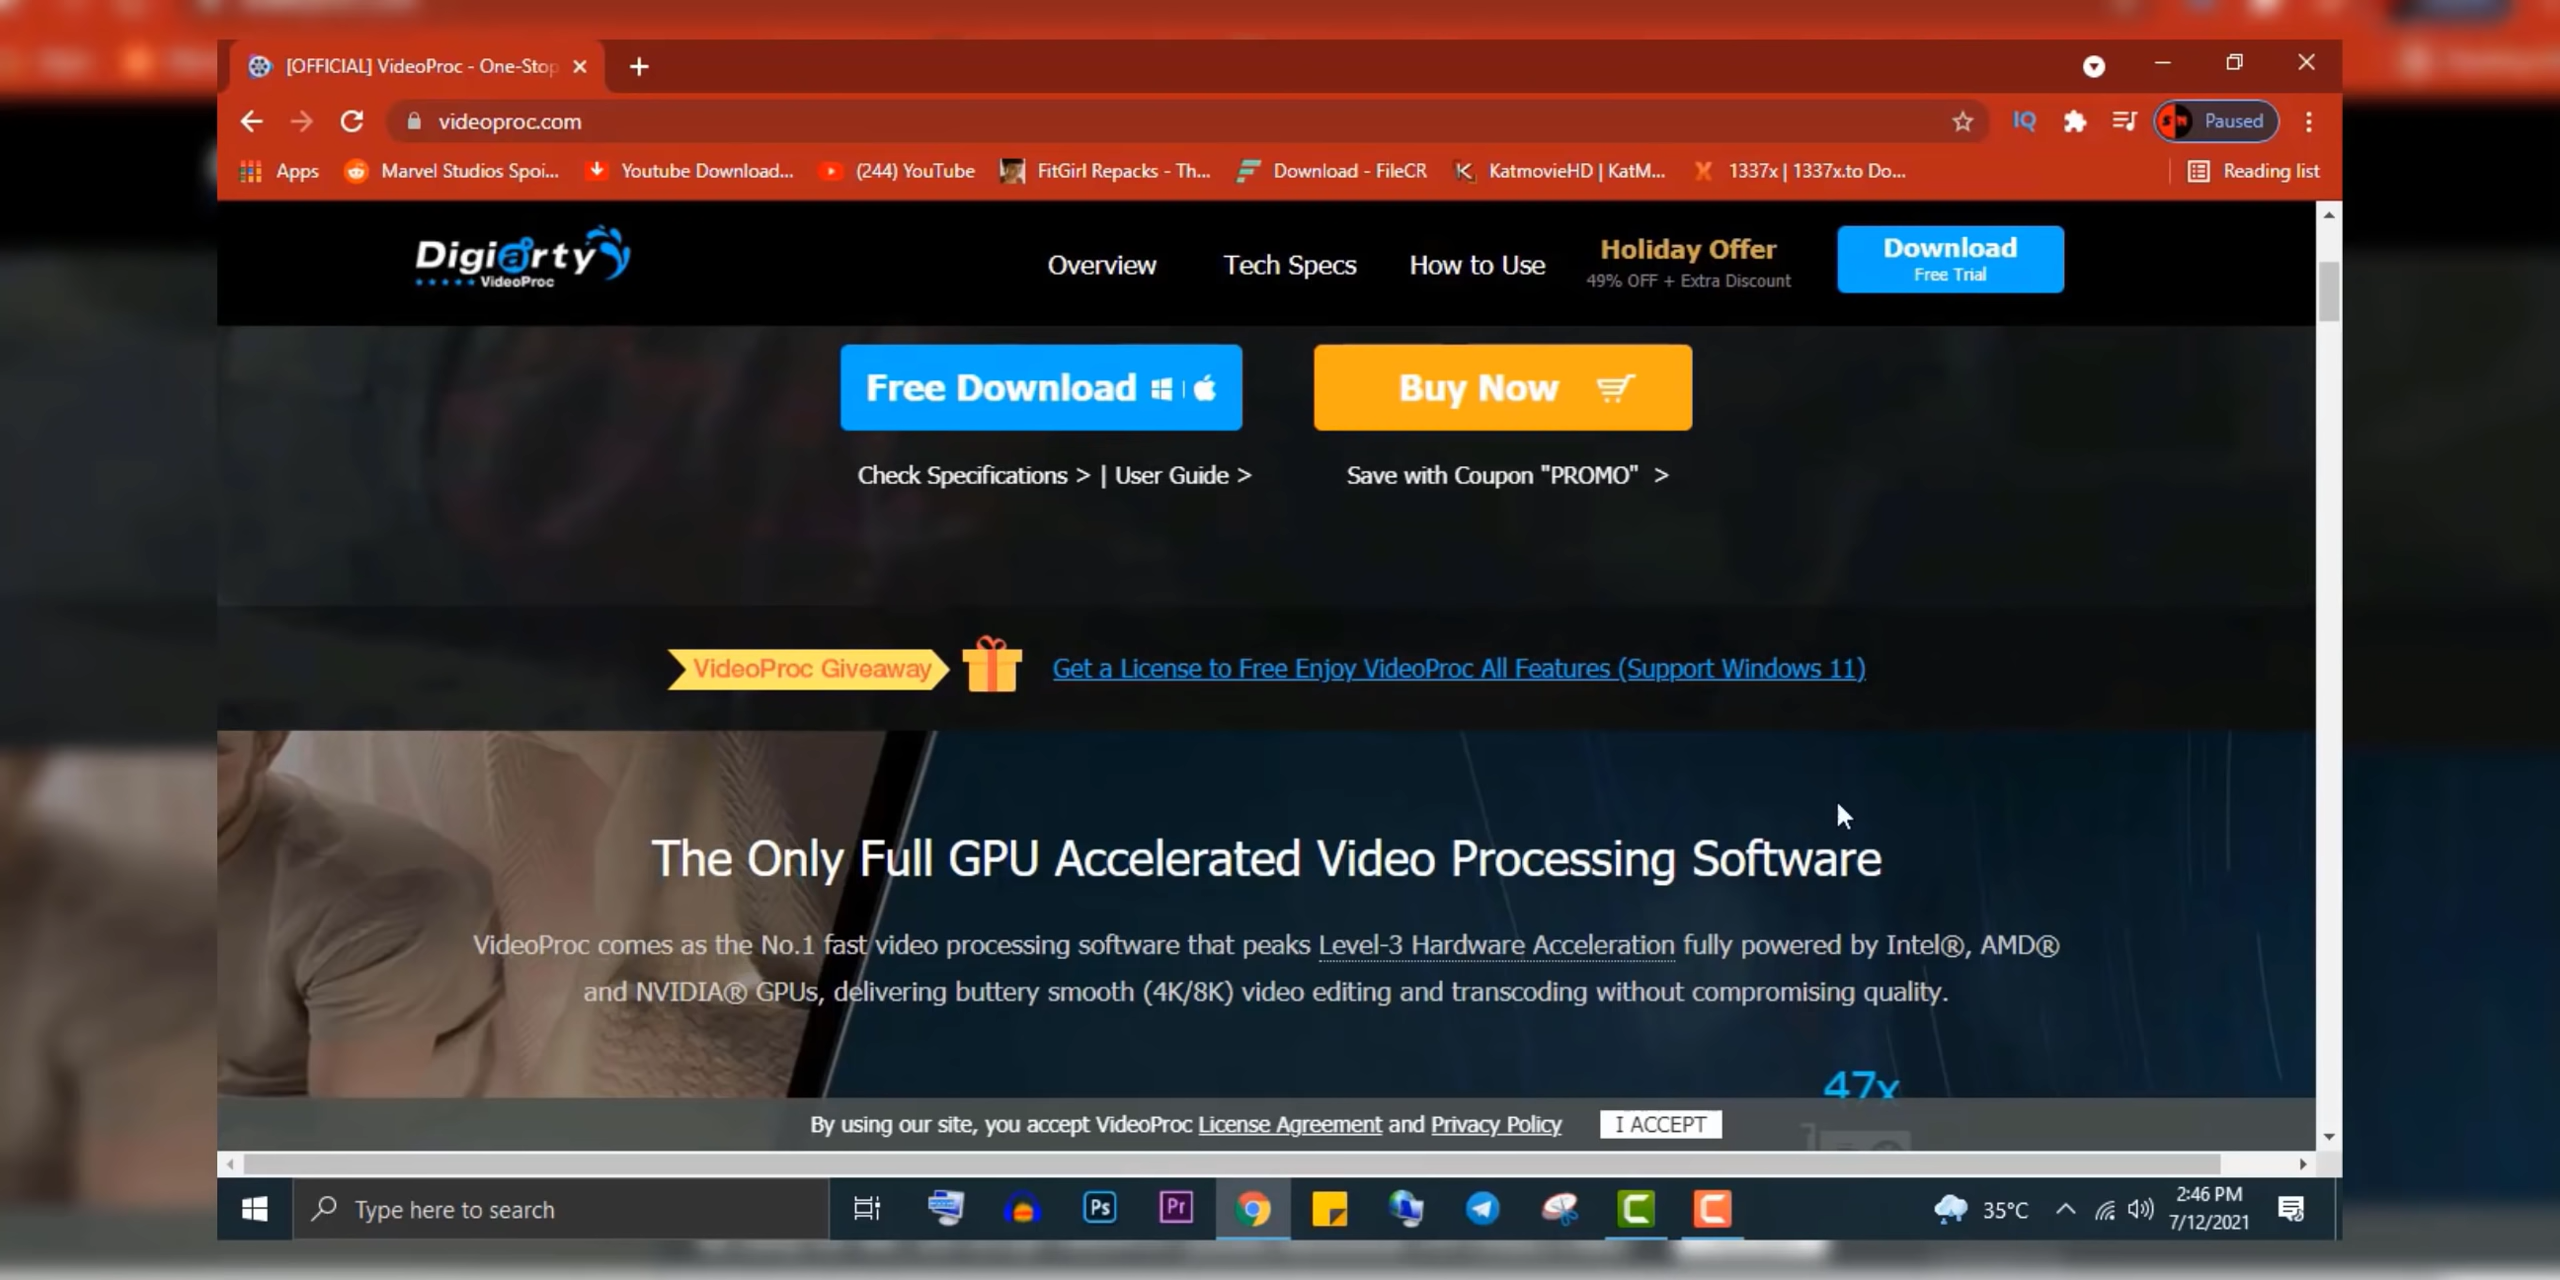 [OFFICIAL] VideoProc - One-Stop
videoproc.com
IQ
Paused
Apps
Marvel Studios Spoi...
Youtube Download...
(244) YouTube
FitGirl Repacks - Th...
Download - FileCR
KatmovieHD | KatM...
1337x | 1337x.to Do...
Reading list
Digiarty
VideoProc
Overview
Tech Specs
How to Use
Holiday Offer
49% OFF + Extra Discount
Download
Free Trial
Free Download
Buy Now
Check Specifications > | User Guide >
Save with Coupon "PROMO" >
VideoProc Giveaway
Get a License to Free Enjoy VideoProc All Features (Support Windows 11)
The Only Full GPU Accelerated Video Processing Software
VideoProc comes as the No.1 fast video processing software that peaks Level-3 Hardware Acceleration fully powered by Intel®, AMD®
and NVIDIA® GPUs, delivering buttery smooth (4K/8K) video editing and transcoding without compromising quality.
47x
By using our site, you accept VideoProc License Agreement and Privacy Policy
I ACCEPT
Type here to search
Ps
Pr
35°C
2:46 PM
7/12/2021